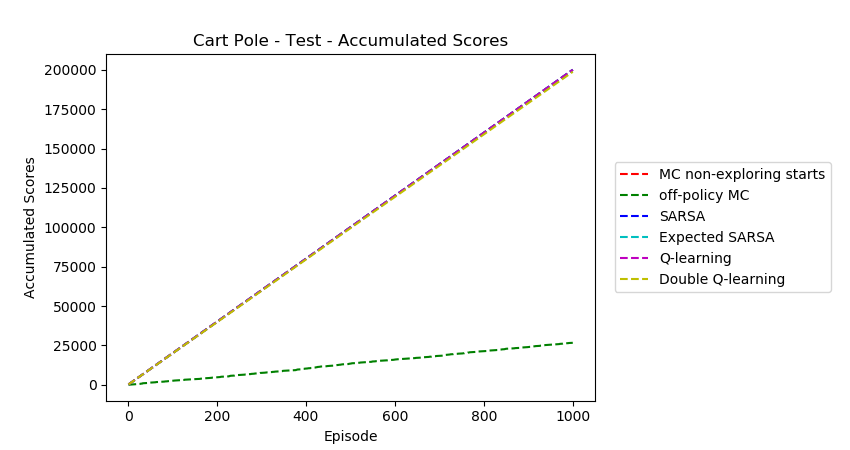 Cart Pole - Test - Accumulated Scores
200000
175000
150000
125000
100000
75000
50000
25000
0
Accumulated Scores
0 200 400 600 800 1000
Episode
MC non-exploring starts
off-policy MC
SARSA
Expected SARSA
Q-learning
Double Q-learning